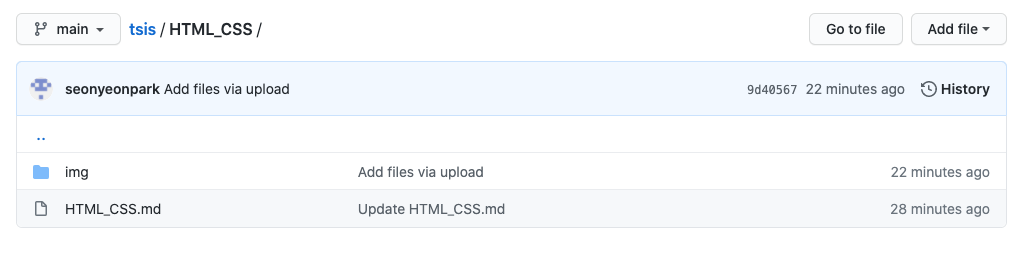 main tsis / HTML_CSS / Go to file Add file
seonyeonpark Add files via upload 9d40567 22 minutes ago History
..
img Add files via upload 22 minutes ago
HTML_CSS.md Update HTML_CSS.md 28 minutes ago